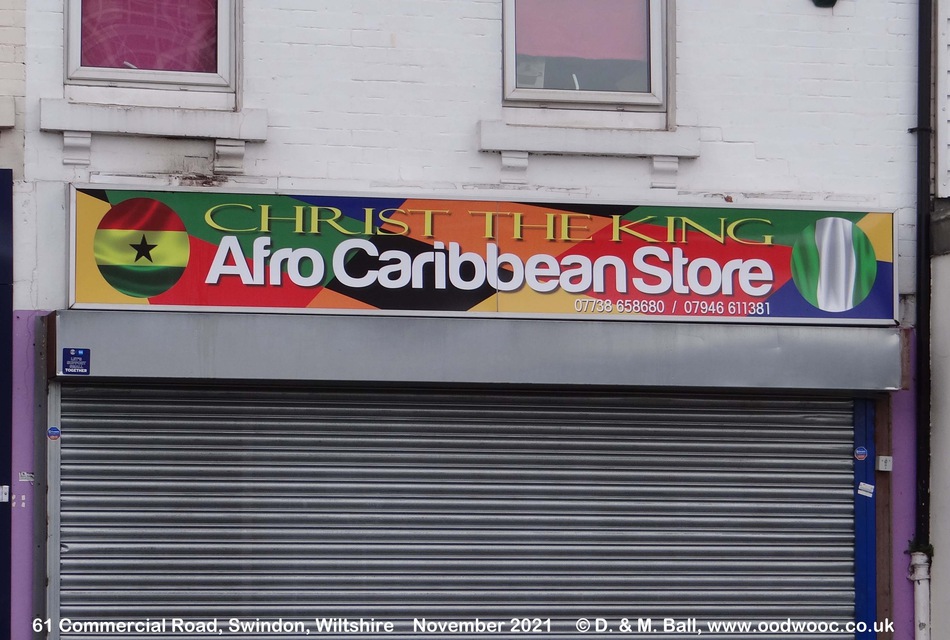 CHRIST THE KING
Afro Caribbean Store
07738 658680 / 07946 611381
TOGETHER
61 Commercial Road, Swindon, Wiltshire November 2021 © D. & M. Ball, www.oodwooc.co.uk